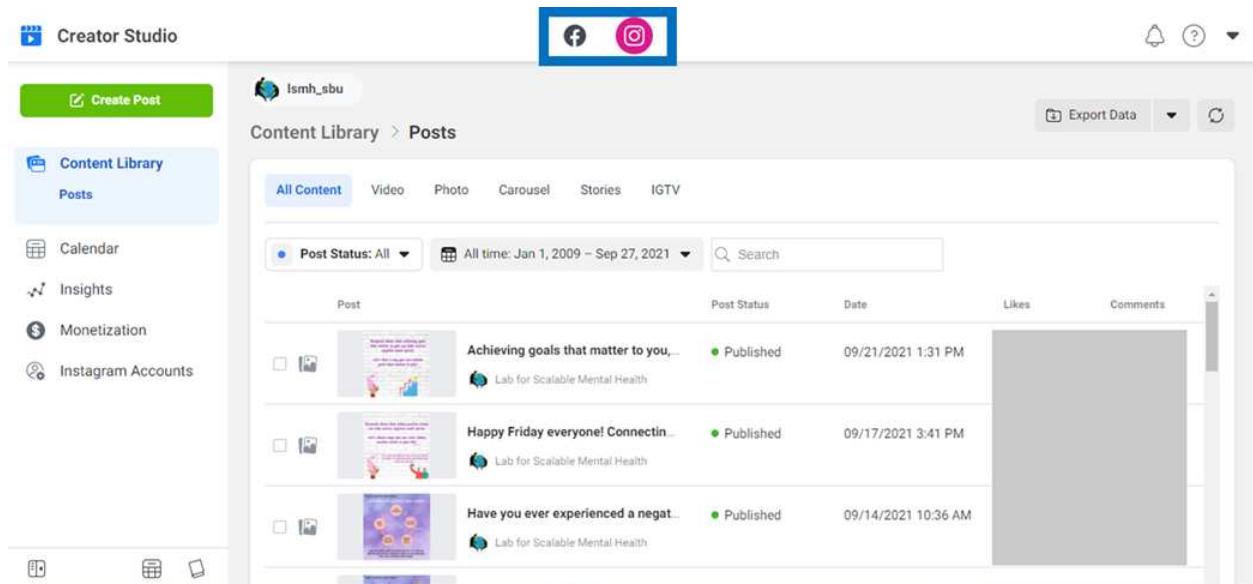 Creator Studio
Create Post
Content Library
Posts
Calendar
Insights
Monetization
Instagram Accounts
lsmh_sbu
Content Library > Posts
Export Data
All Content Video Photo Carousel Stories IGTV
Post Status: All All time: Jan 1, 2009 – Sep 27, 2021 Search
Post Post Status Date Likes Comments
Achieving goals that matter to you,... Published 09/21/2021 1:31 PM
Lab for Scalable Mental Health
Happy Friday everyone! Connectin... Published 09/17/2021 3:41 PM
Lab for Scalable Mental Health
Have you ever experienced a negat... Published 09/14/2021 10:36 AM
Lab for Scalable Mental Health